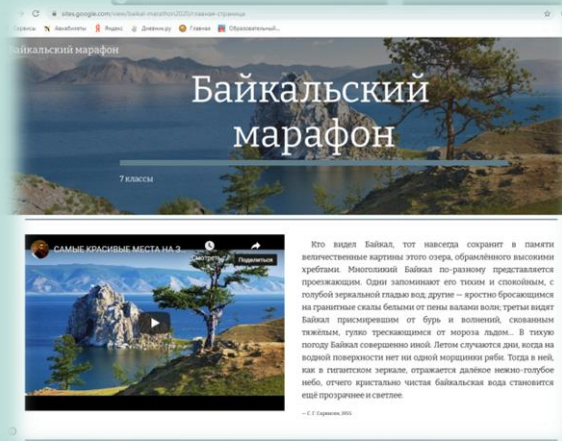 sites.google.com/view/baikal-marathon2020/главная-страница
Сервисы Авиабилеты Яндекс Дневник.ру Главная Образовательный...
Байкальский марафон
Байкальский
марафон
7 классы
САМЫЕ КРАСИВЫЕ МЕСТА НА З...
Смотреть... Поделиться
Кто видел Байкал, тот навсегда сохранит в памяти
величественные картины этого озера, обрамлённого высокими
хребтами. Многоликий Байкал по-разному представляется
проезжающим. Одни запоминают его тихим и спокойным, с
голубой зеркальной гладью вод; другие — яростно бросающимся
на гранитные скалы белыми от пены валами волн; третьи видят
Байкал присмиревшим от бурь и волнений, скованным
тяжёлым, гулко трескающимся от мороза льдом... В тихую
погоду Байкал совершенно иной. Летом случаются дни, когда на
водной поверхности нет ни одной морщинки ряби. Тогда в ней,
как в гигантском зеркале, отражается далёкое нежно-голубое
небо, отчего кристально чистая байкальская вода становится
ещё прозрачнее и светлее.